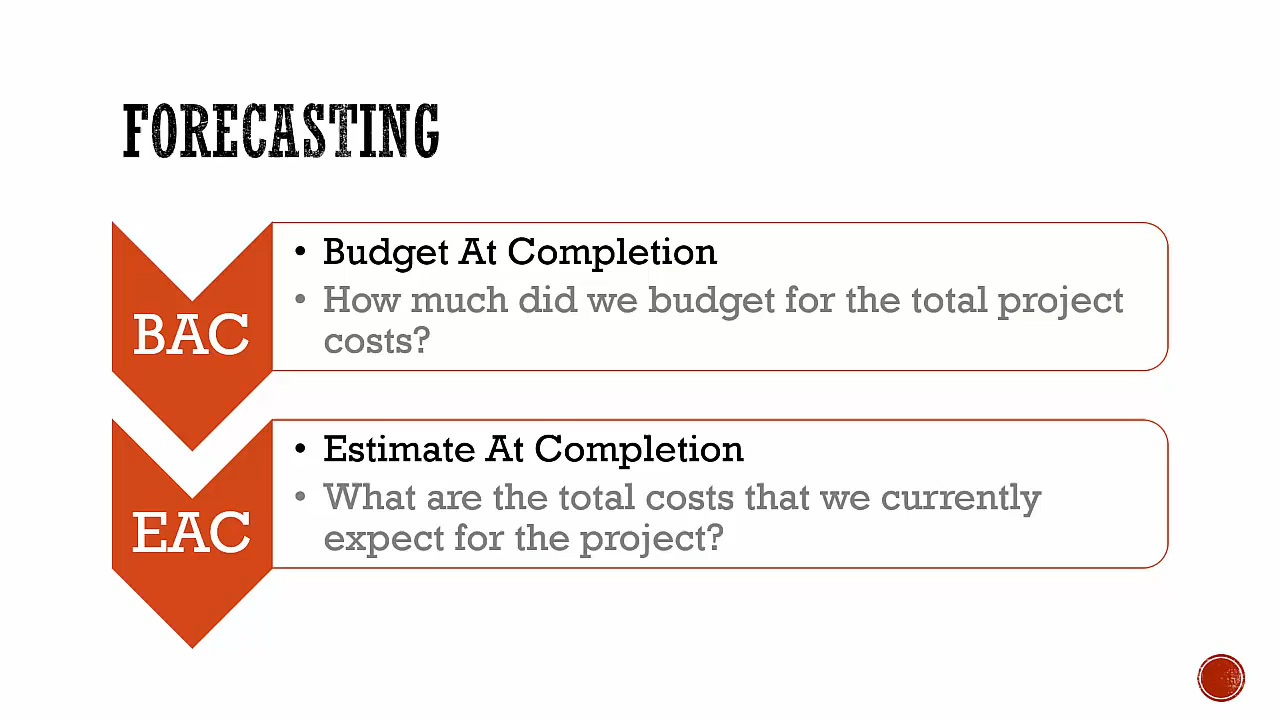 FORECASTING
BAC
• Budget At Completion
• How much did we budget for the total project
costs?
EAC
• Estimate At Completion
• What are the total costs that we currently
expect for the project?